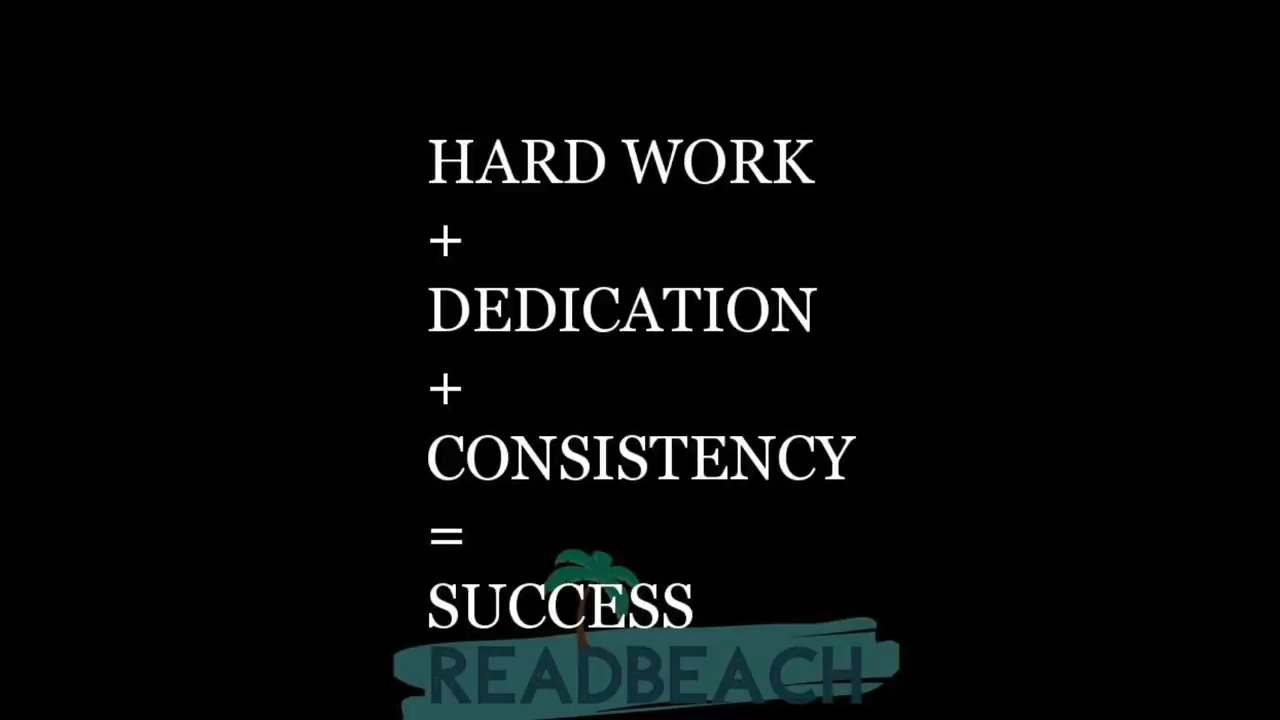 HARD WORK
+
DEDICATION
+
CONSISTENCY
=
SUCCESS
READBEACH